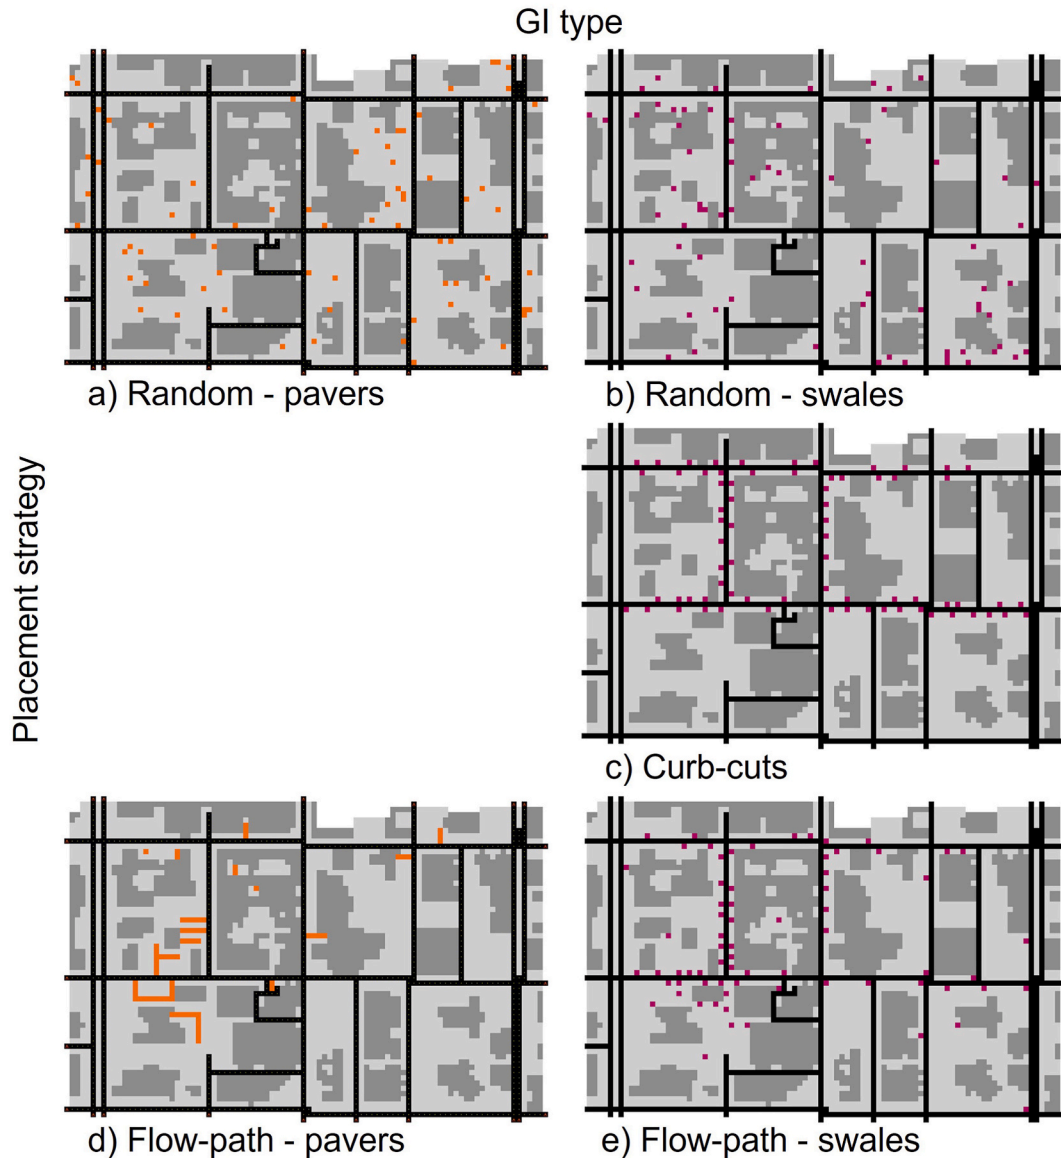 GI type
a) Random - pavers
b) Random - swales
Placement strategy
c) Curb-cuts
d) Flow-path - pavers
e) Flow-path - swales